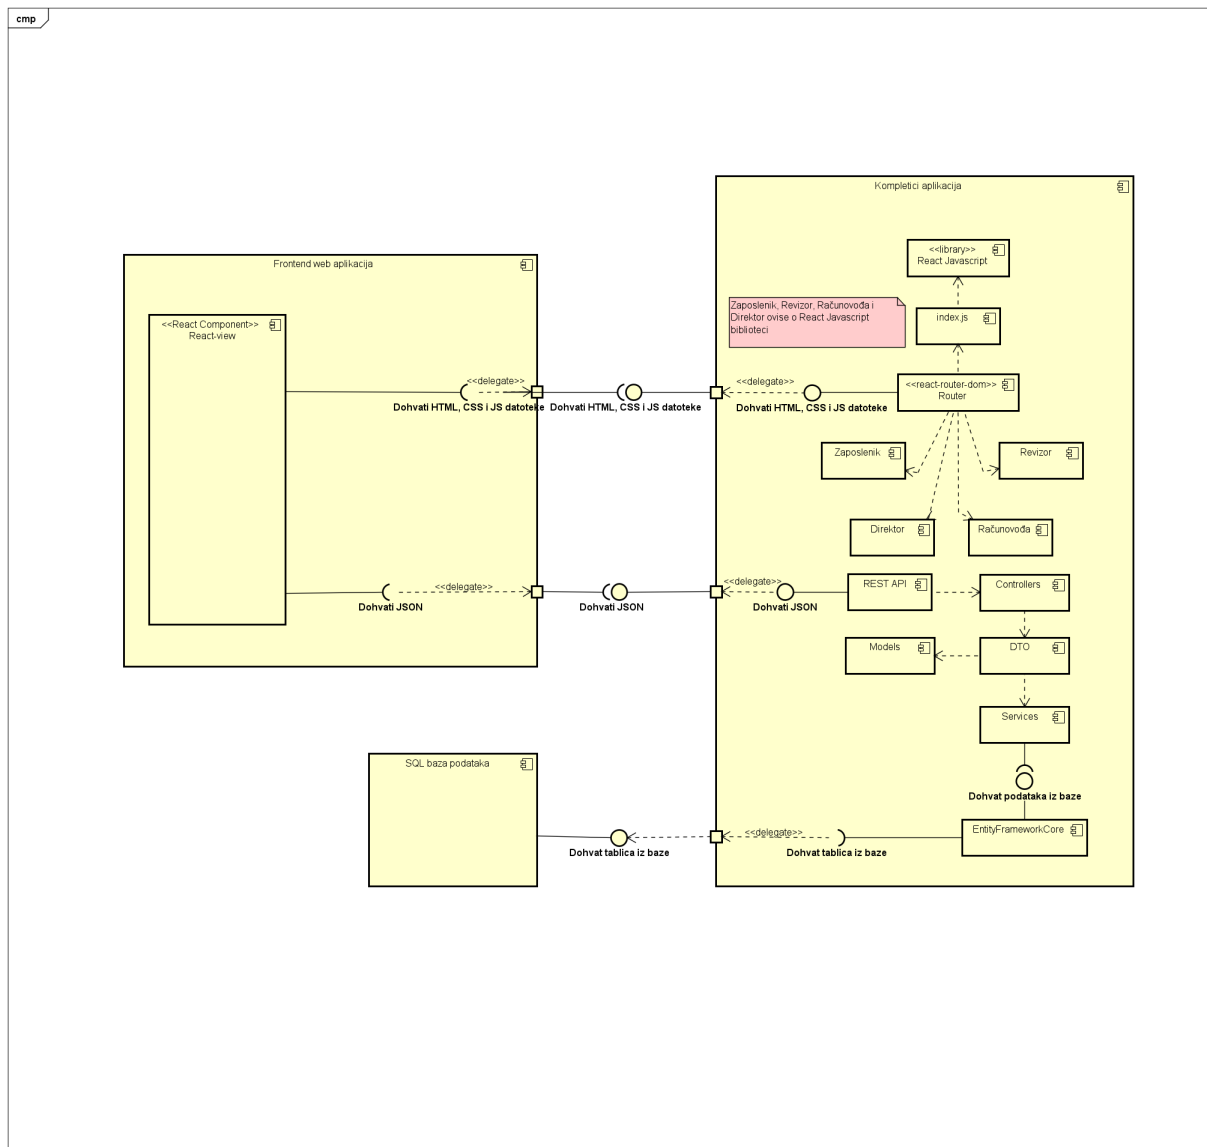 cmp
Kompletici aplikacija
<<library>>
React Javascript
Frontend web aplikacija
Zaposlenik, Revizor, Računovođa i
Direktor ovise o React Javascript
biblioteci
index.js
<<React Component>>
React-view
<<delegate>>
<<delegate>>
<<react-router-dom>>
Router
Dohvati HTML, CSS i JS datoteke
Dohvati HTML, CSS i JS datoteke
Dohvati HTML, CSS i JS datoteke
Zaposlenik
Revizor
Direktor
Računovođa
<<delegate>>
<<delegate>>
REST API
Controllers
Dohvati JSON
Dohvati JSON
Dohvati JSON
Models
DTO
Services
SQL baza podataka
Dohvat podataka iz baze
<<delegate>>
EntityFrameworkCore
Dohvat tablica iz baze
Dohvat tablica iz baze